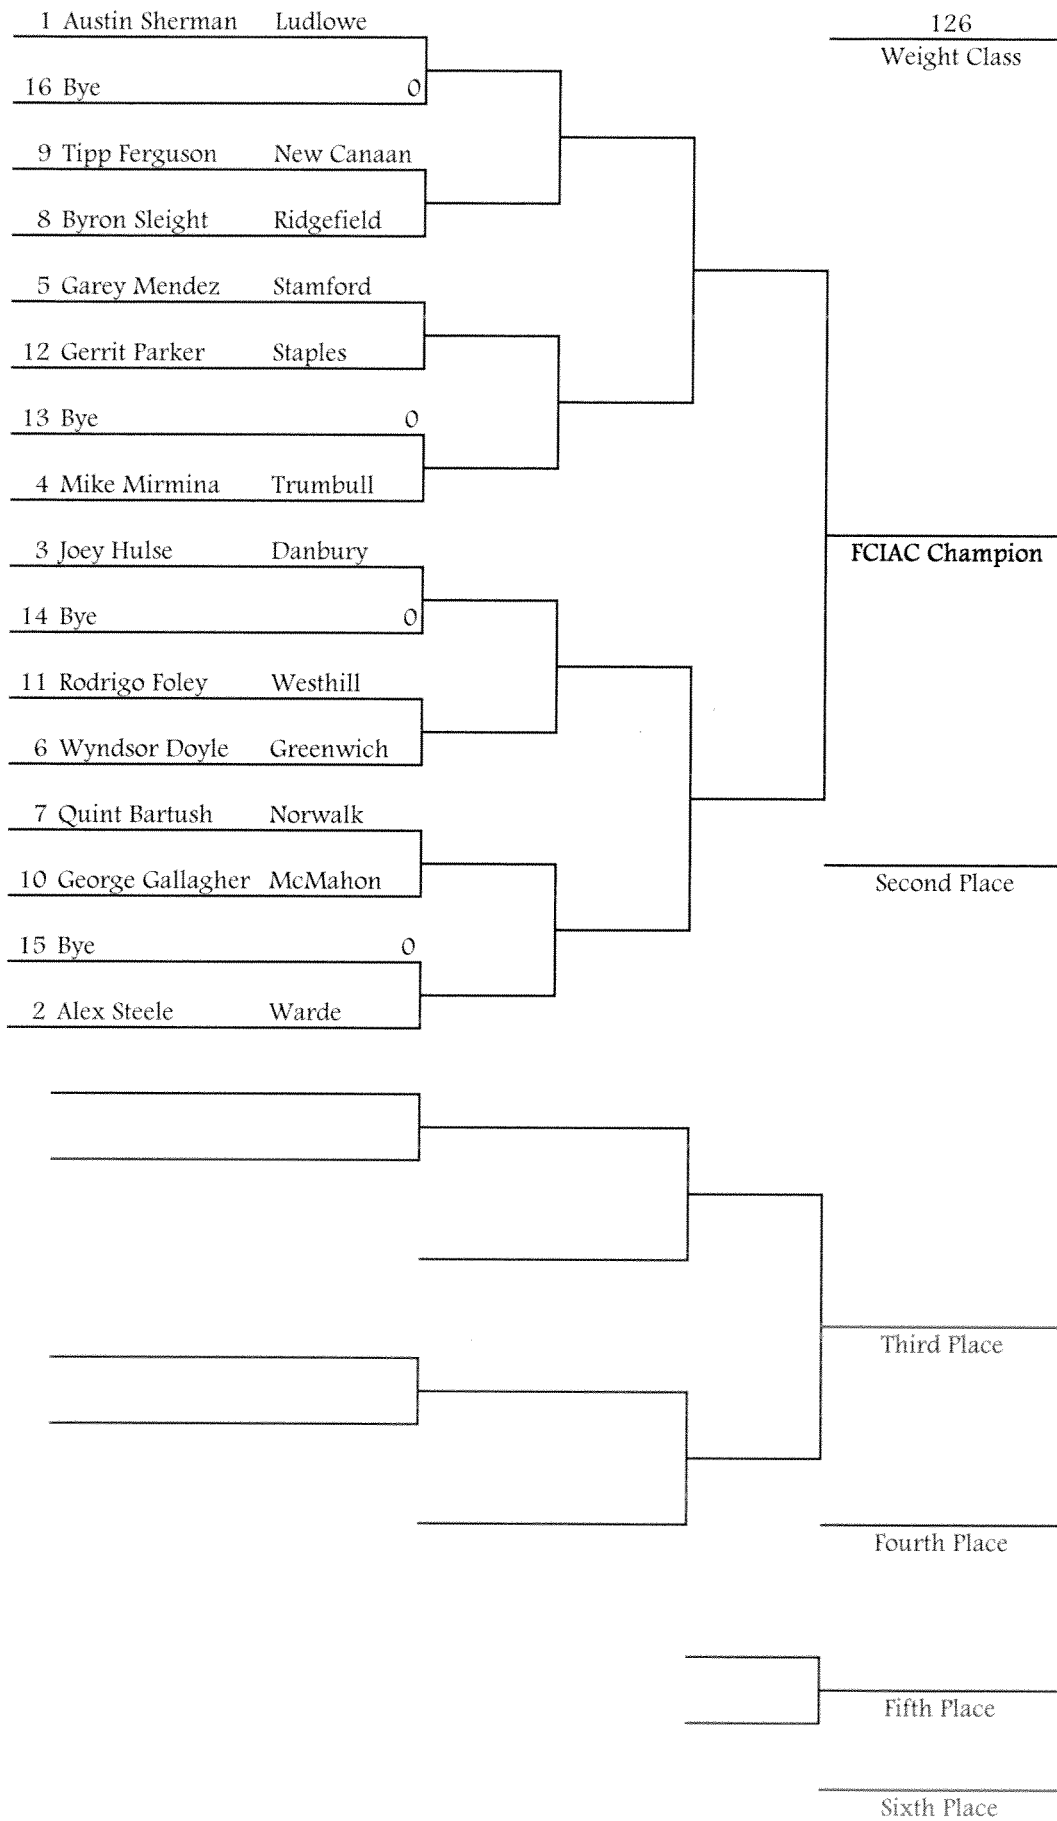 1 Austin Sherman Ludlowe
126
Weight Class
16 Bye 0
9 Tipp Ferguson New Canaan
8 Byron Sleight Ridgefield
5 Garey Mendez Stamford
12 Gerrit Parker Staples
13 Bye 0
4 Mike Mirmina Trumbull
3 Joey Hulse Danbury
FCIAC Champion
14 Bye 0
11 Rodrigo Foley Westhill
6 Wyndsor Doyle Greenwich
7 Quint Bartush Norwalk
10 George Gallagher McMahon
Second Place
15 Bye 0
2 Alex Steele Warde
Third Place
Fourth Place
Fifth Place
Sixth Place